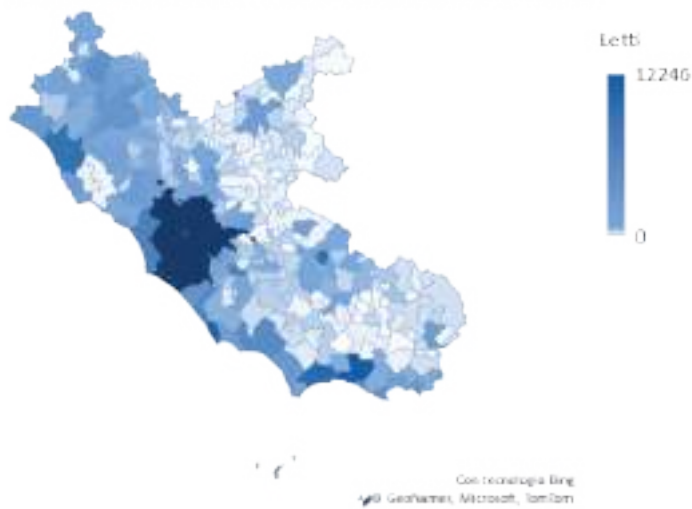 Letti
12246
0
Con tecnologia Bing
© GeoNames, Microsoft, TomTom